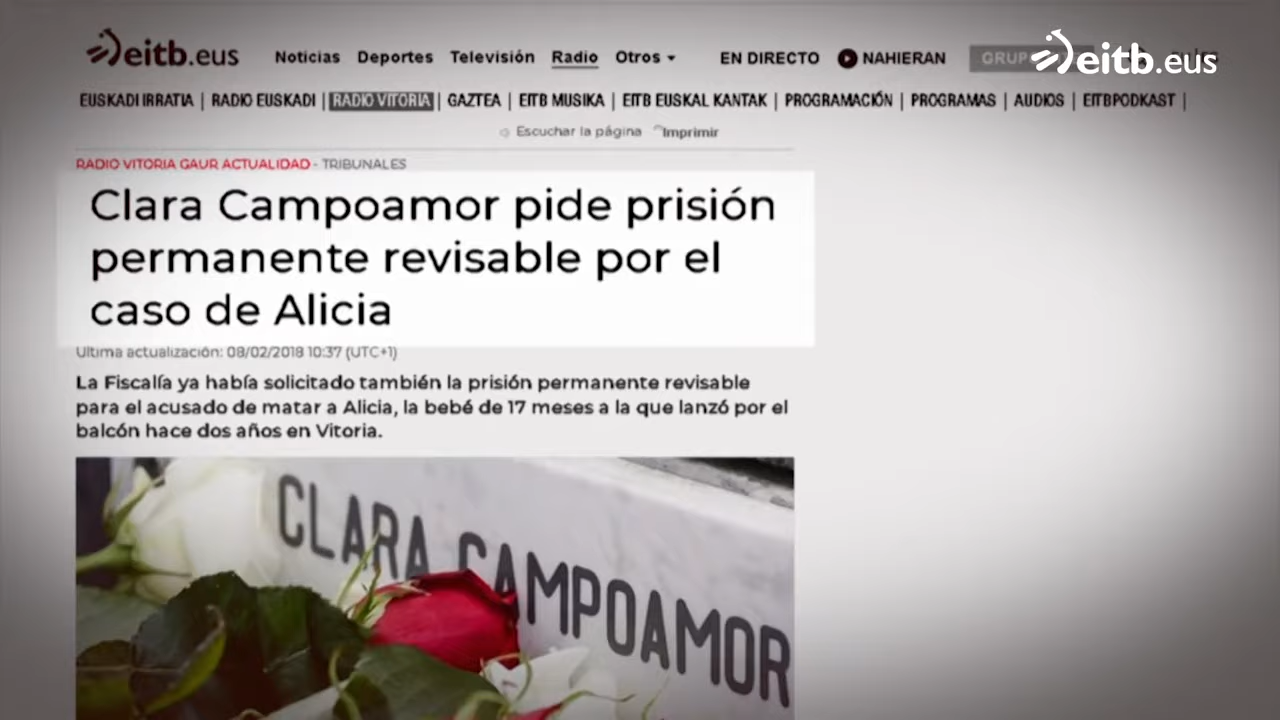 eitb.eus
Noticias Deportes Televisión Radio Otros EN DIRECTO NAHIERAN GRUP eitb.eus
EUSKADI IRRATIA | RADIO EUSKADI | RADIO VITORIA | GAZTEA | EITB MUSIKA | EITB EUSKAL KANTAK | PROGRAMACIÓN | PROGRAMAS | AUDIOS | EITBPODKAST |
Escuchar la página Imprimir
RADIO VITORIA GAUR ACTUALIDAD - TRIBUNALES
Clara Campoamor pide prisión
permanente revisable por el
caso de Alicia
Última actualización: 08/02/2018 10:37 (UTC+1)
La Fiscalía ya había solicitado también la prisión permanente revisable
para el acusado de matar a Alicia, la bebé de 17 meses a la que lanzó por el
balcón hace dos años en Vitoria.
CLARA CAMPOAMOR